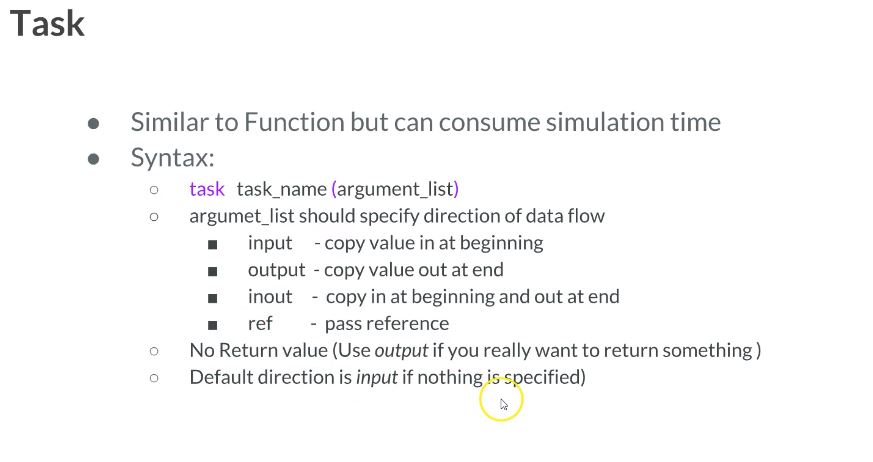 Task
● Similar to Function but can consume simulation time
● Syntax:
○ task task_name (argument_list)
○ argumet_list should specify direction of data flow
■ input - copy value in at beginning
■ output - copy value out at end
■ inout - copy in at beginning and out at end
■ ref - pass reference
○ No Return value (Use output if you really want to return something )
○ Default direction is input if nothing is specified)